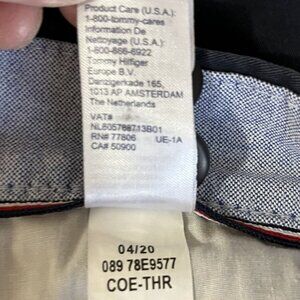 Product Care (U.S.A.):
1-800-tommy-cares
Information De
Nettoyage (U.S.A.):
1-800-866-6922
Tommy Hilfiger
Europe B.V.
Danzigerkade 165,
1013 AP AMSTERDAM
The Netherlands
VAT#
NL605768713B01
RN# 77806 UE-1A
CA# 50900
04/20
089 78E9577
COE-THR